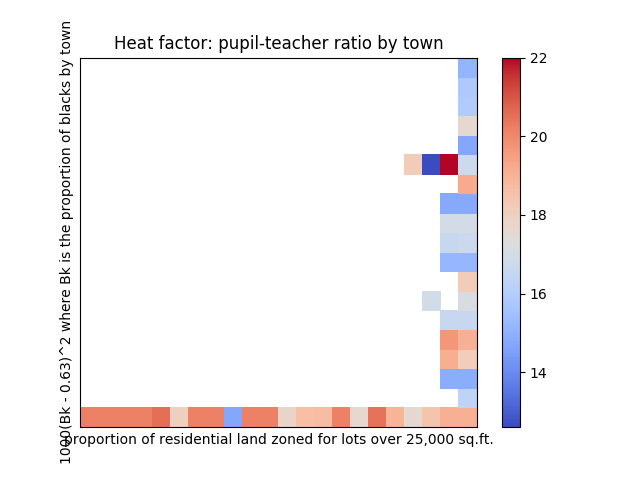 Heat factor: pupil-teacher ratio by town
1000(Bk - 0.63)^2 where Bk is the proportion of blacks by town
proportion of residential land zoned for lots over 25,000 sq.ft.
22
20
18
16
14